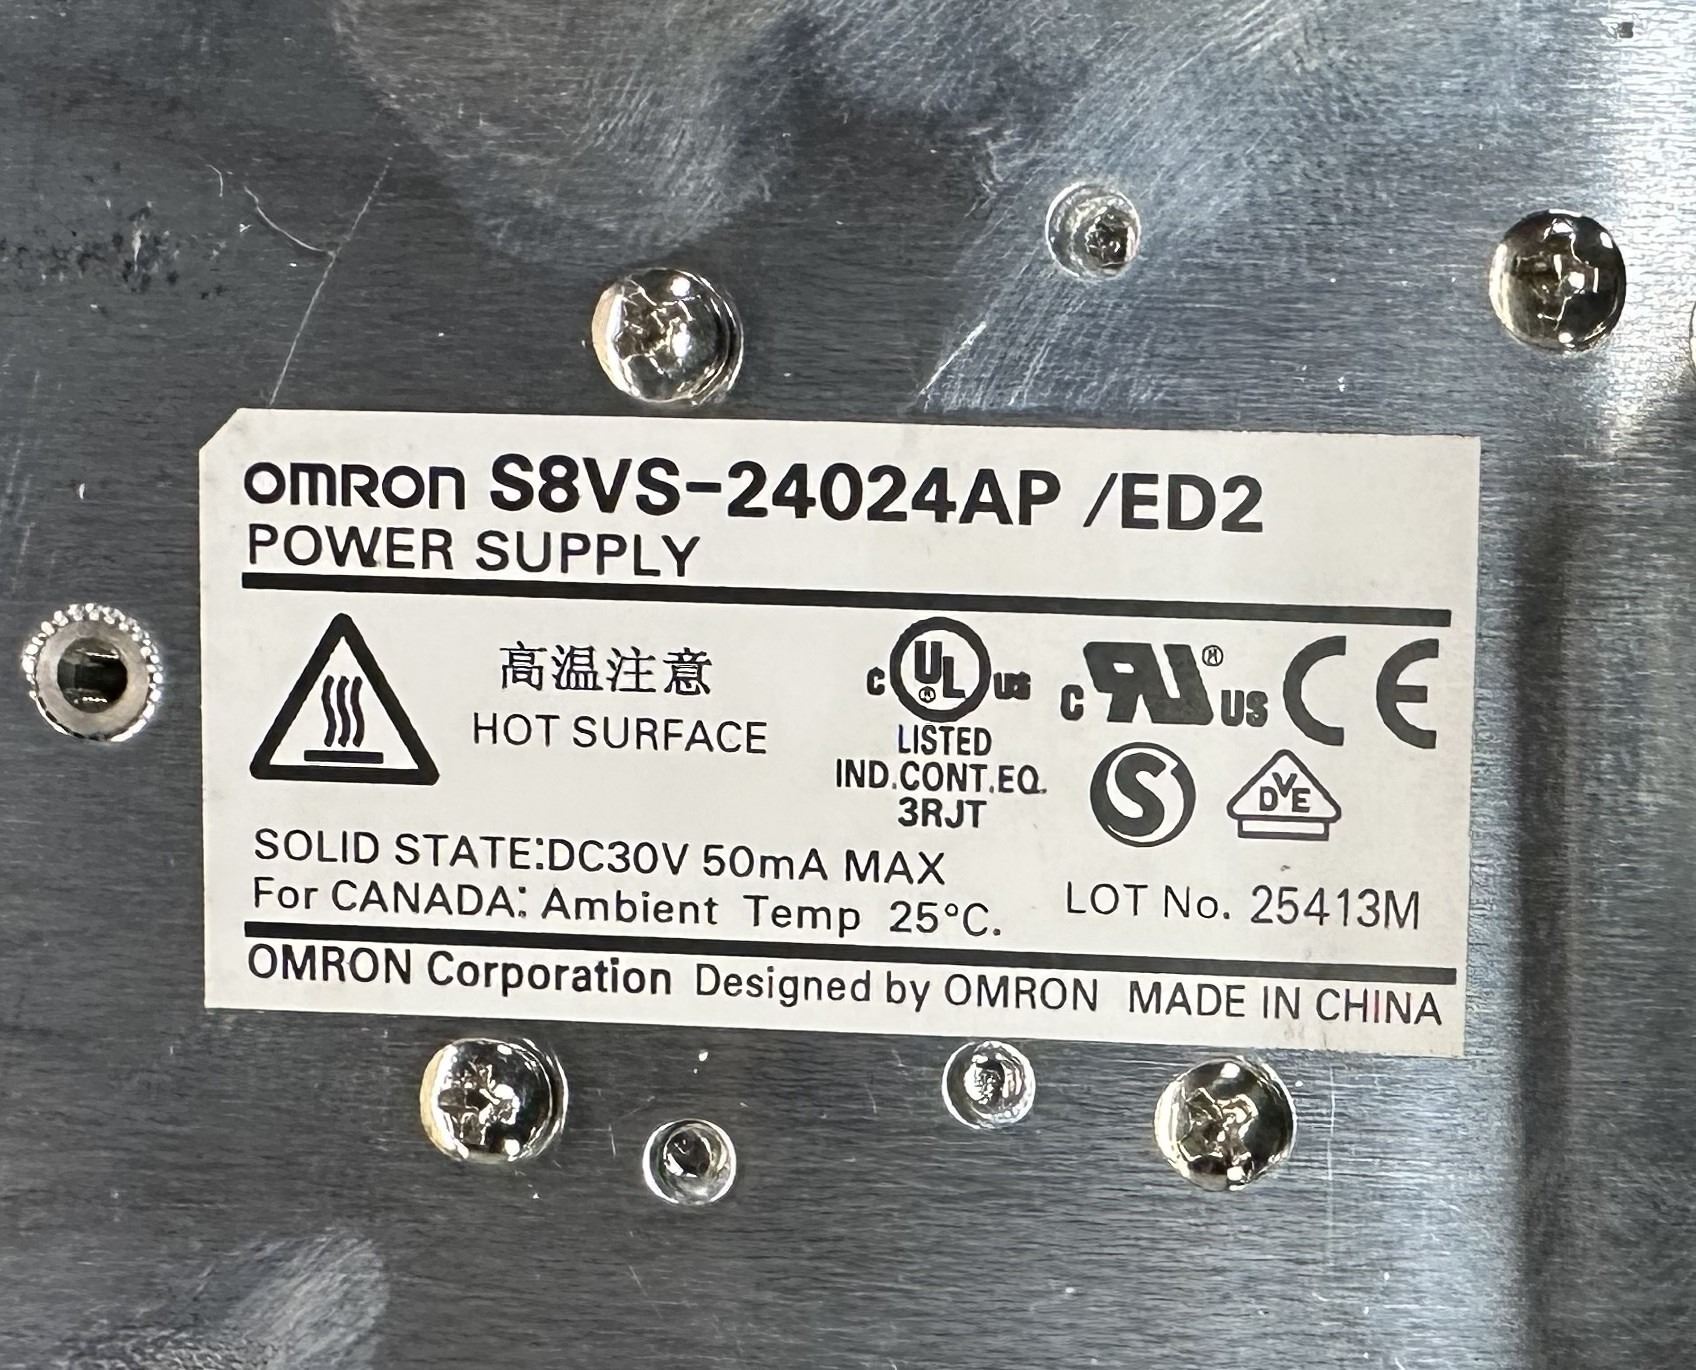 omron S8VS-24024AP /ED2
POWER SUPPLY
高温注意
HOT SURFACE
c UL ® us
LISTED
IND.CONT.EQ.
3RJT
c RU ® US
CE
S
DVE
SOLID STATE:DC30V 50mA MAX
For CANADA: Ambient Temp 25°C.
LOT No. 25413M
OMRON Corporation Designed by OMRON MADE IN CHINA